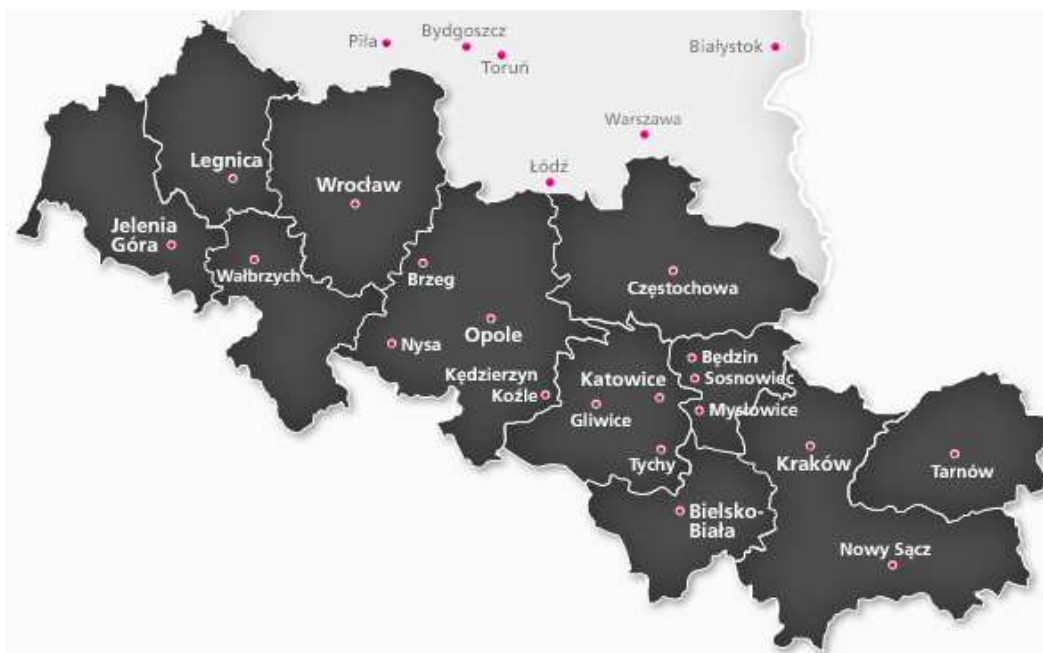 Piła
Bydgoszcz
Toruń
Białystok
Warszawa
Łódź
Legnica
Wrocław
Jelenia
Góra
Wałbrzych
Brzeg
Częstochowa
Opole
Nysa
Kędzierzyn
Koźle
Katowice
Gliwice
Tychy
Będzin
Sosnowiec
Mysłowice
Kraków
Tarnów
Bielsko-
Biała
Nowy Sącz